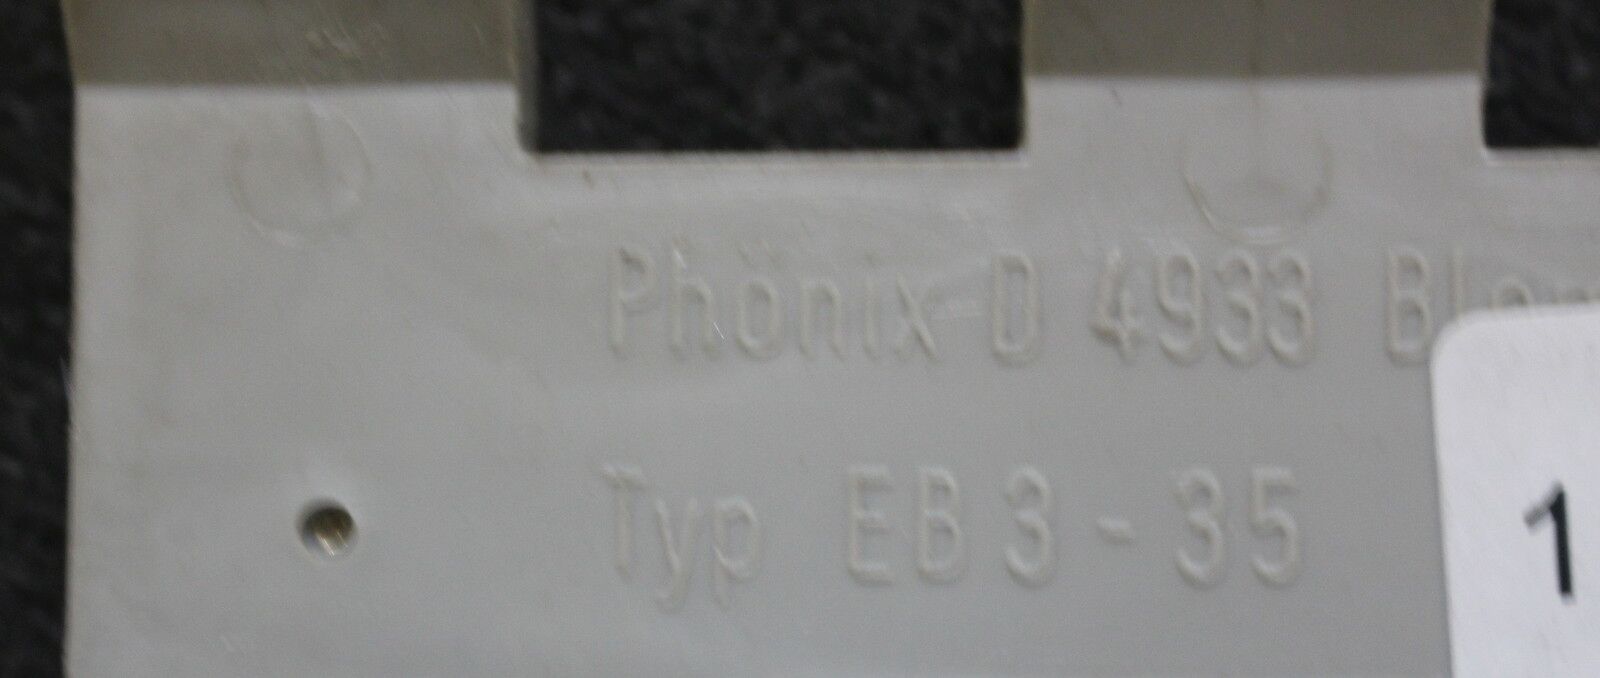 Phönix-D 4933
Typ EB 3 - 35
1